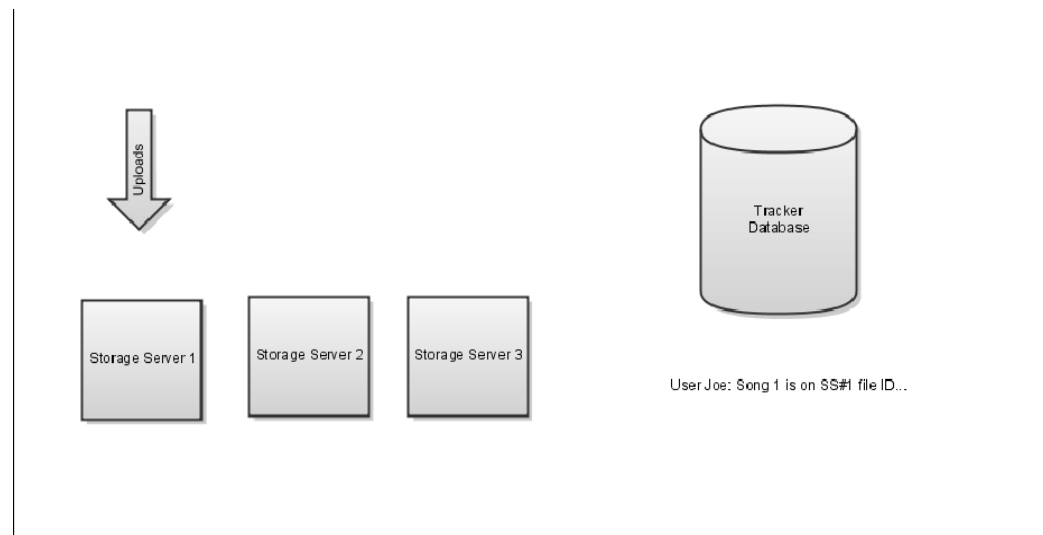 Uploads
Tracker
Database
Storage Server 1
Storage Server 2
Storage Server 3
User Joe: Song 1 is on SS#1 file ID...